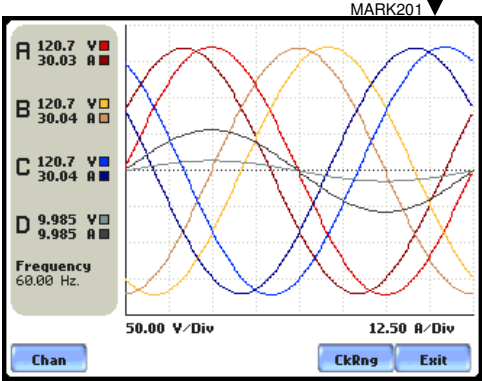 MARK201
A 120.7 V
30.03 A
B 120.7 V
30.04 A
C 120.7 V
30.04 A
D 9.985 V
9.985 A
Frequency
60.00 Hz.
50.00 V/Div 12.50 A/Div
Chan CkRng Exit